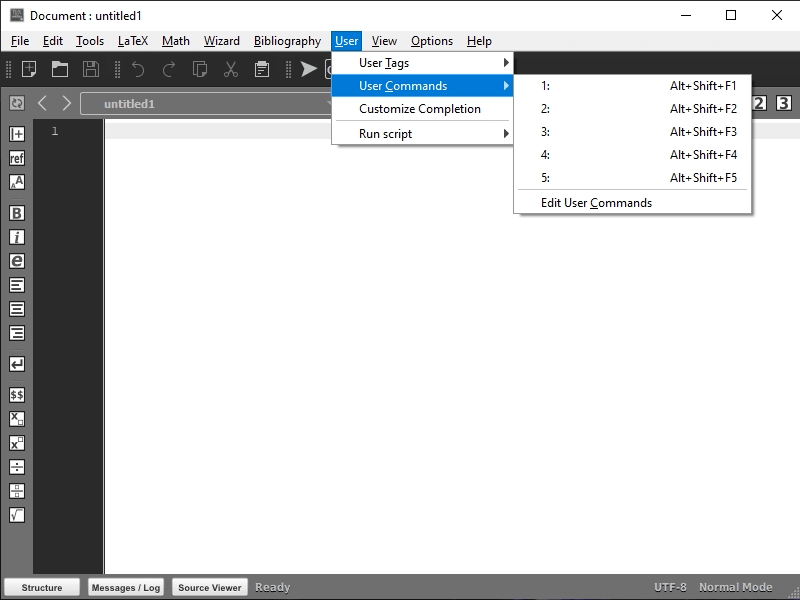 Document : untitled1
File Edit Tools LaTeX Math Wizard Bibliography User View Options Help
User Tags
User Commands
Customize Completion
Run script
1: Alt+Shift+F1
2: Alt+Shift+F2
3: Alt+Shift+F3
4: Alt+Shift+F4
5: Alt+Shift+F5
Edit User Commands
untitled1
2 3
1
ref
B
i
e
$$
Structure Messages / Log Source Viewer Ready UTF-8 Normal Mode